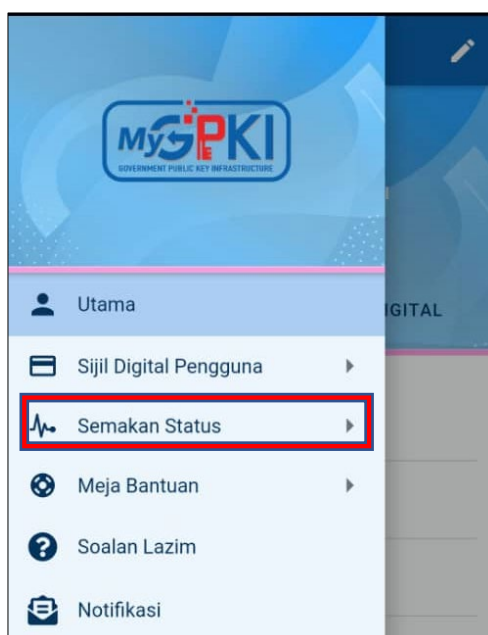 MyGPKI
GOVERNMENT PUBLIC KEY INFRASTRUCTURE
Utama
IGITAL
Sijil Digital Pengguna
Semakan Status
Meja Bantuan
Soalan Lazim
Notifikasi